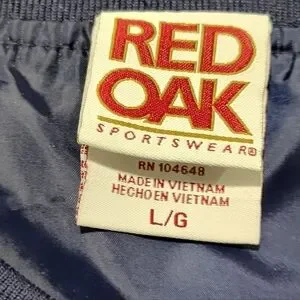 RED
OAK
SPORTSWEAR®
RN 104648
MADE IN VIETNAM
HECHO EN VIETNAM
L/G